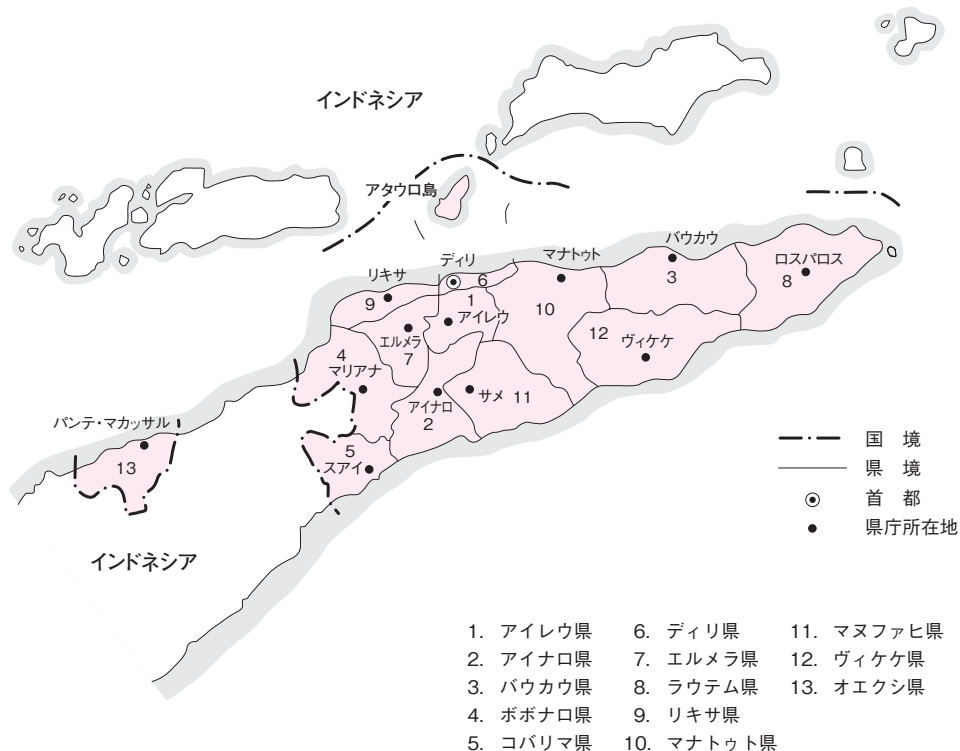 インドネシア
アタウロ島
バウカウ
ディリ
マナトゥト
リキサ
ロスパロス
6
3
8
9
1
10
アイレウ
エルメラ
7
12
ヴィケケ
4
マリアナ
アイナロ
2
サメ
11
パンテ・マカッサル
5
スアイ
13
インドネシア
国 境
県 境
首 都
県庁所在地
1. アイレウ県
2. アイナロ県
3. バウカウ県
4. ボボナロ県
5. コバリマ県
6. ディリ県
7. エルメラ県
8. ラウテム県
9. リキサ県
10. マナトゥト県
11. マヌファヒ県
12. ヴィケケ県
13. オエクシ県